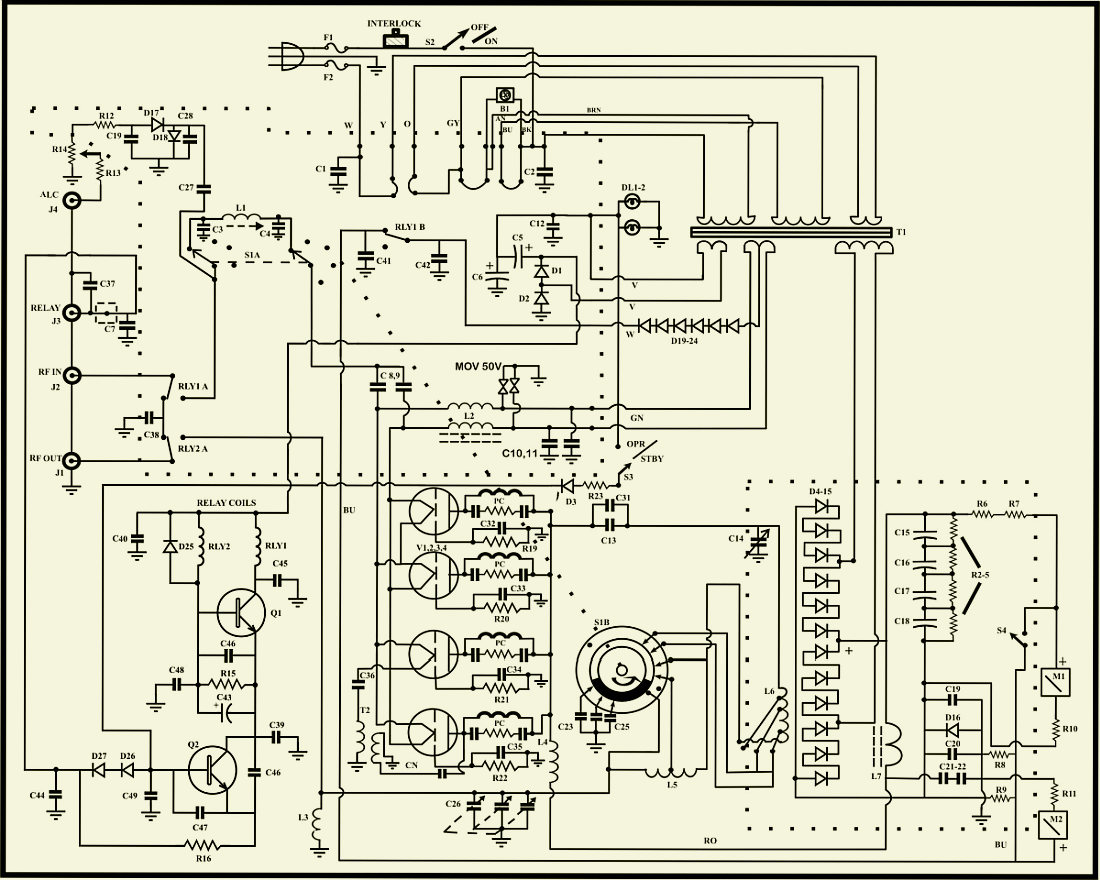 INTERLOCK
OFF
F1
S2
ON
F2
B1
BRN
R12
D17
C28
W
Y
O
GY
AN
BU
BK
C19
D18
R14
R13
C1
C2
C27
ALC
J4
DL1-2
L1
C3
C4
RLY1 B
C12
T1
S1A
C41
C42
C5
+
+
C6
D1
D2
V
C37
RELAY
J3
C7
V
W
D19-24
RF IN
J2
MOV 50V
C 8,9
RLY1 A
L2
GN
C38
RLY2 A
C10,11
OPR
STBY
RF OUT
J1
S3
D3
R23
C31
D4-15
RELAY COILS
BU
PC
C32
R19
C13
C14
R6
R7
C40
D25
RLY2
RLY1
V1,2,3,4
C15
C45
PC
C16
R2-5
C33
C17
Q1
R20
C18
S1B
S4
C46
PC
+
+
C48
R15
C36
C34
M1
C43
+
R21
L6
C19
T2
PC
C23
C25
D16
R10
C39
Q2
C35
L4
C20
R8
D27
D26
C46
CN
R22
L5
L7
C21-22
C44
C49
R9
R11
C47
L3
C26
M2
RO
BU
+
R16